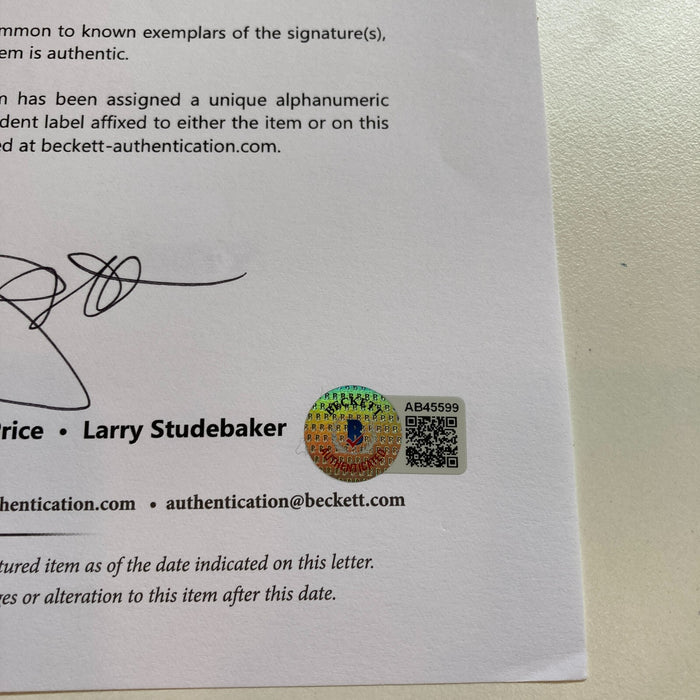 mmon to known exemplars of the signature(s),
em is authentic.
n has been assigned a unique alphanumeric
dent label affixed to either the item or on this
ed at beckett-authentication.com.
rice • Larry Studebaker
BECKETT
B
AUTHENTICATED
AB45599
hentication.com • authentication@beckett.com
tured item as of the date indicated on this letter.
es or alteration to this item after this date.